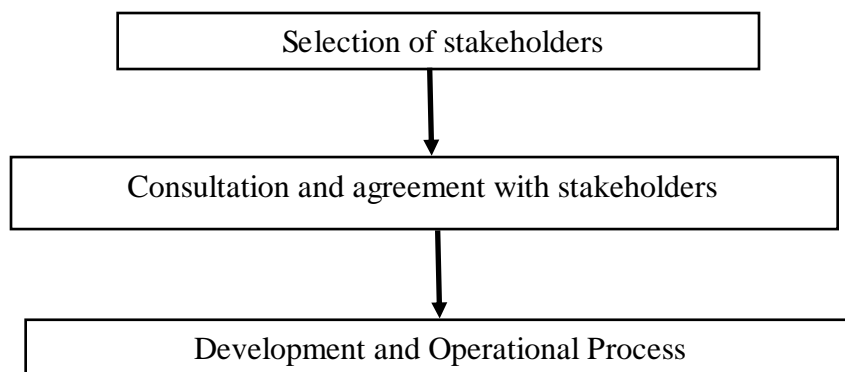 Selection of stakeholders
Consultation and agreement with stakeholders
Development and Operational Process